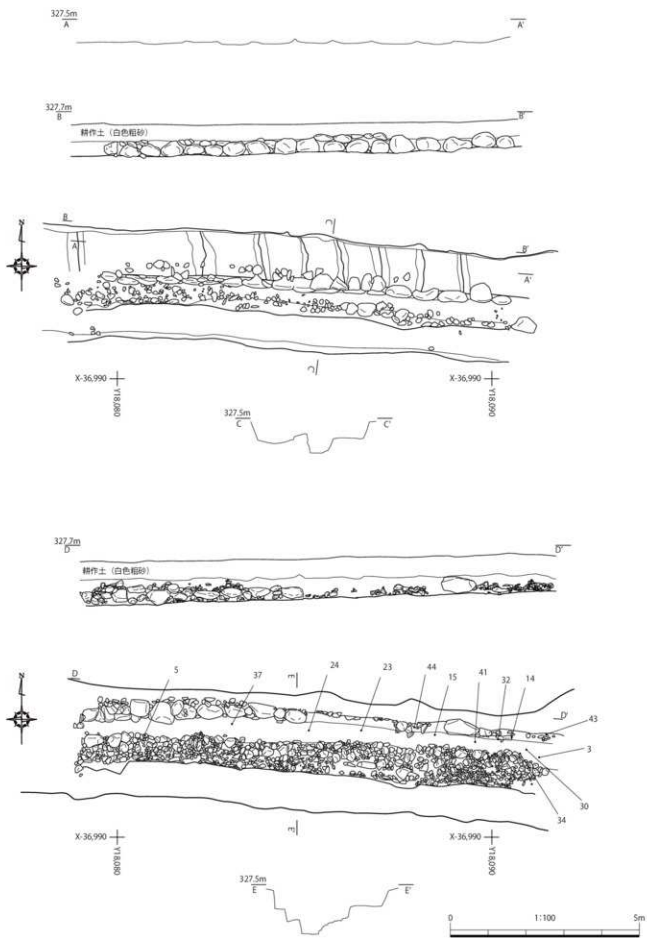 327.5m
A A'
327.7m
B B'
耕作土（白色粗砂）
N
B
A
C
B'
A'
C'
X-36,990
Y18,080
Y18,090
327.5m
C C'
327.7m
D D'
耕作土（白色粗砂）
N
D
5
37
E
24
23
44
15
41
32
14
D'
43
3
30
34
E'
X-36,990
Y18,080
X-36,990
Y18,090
327.5m
E E'
0 1:100 5m